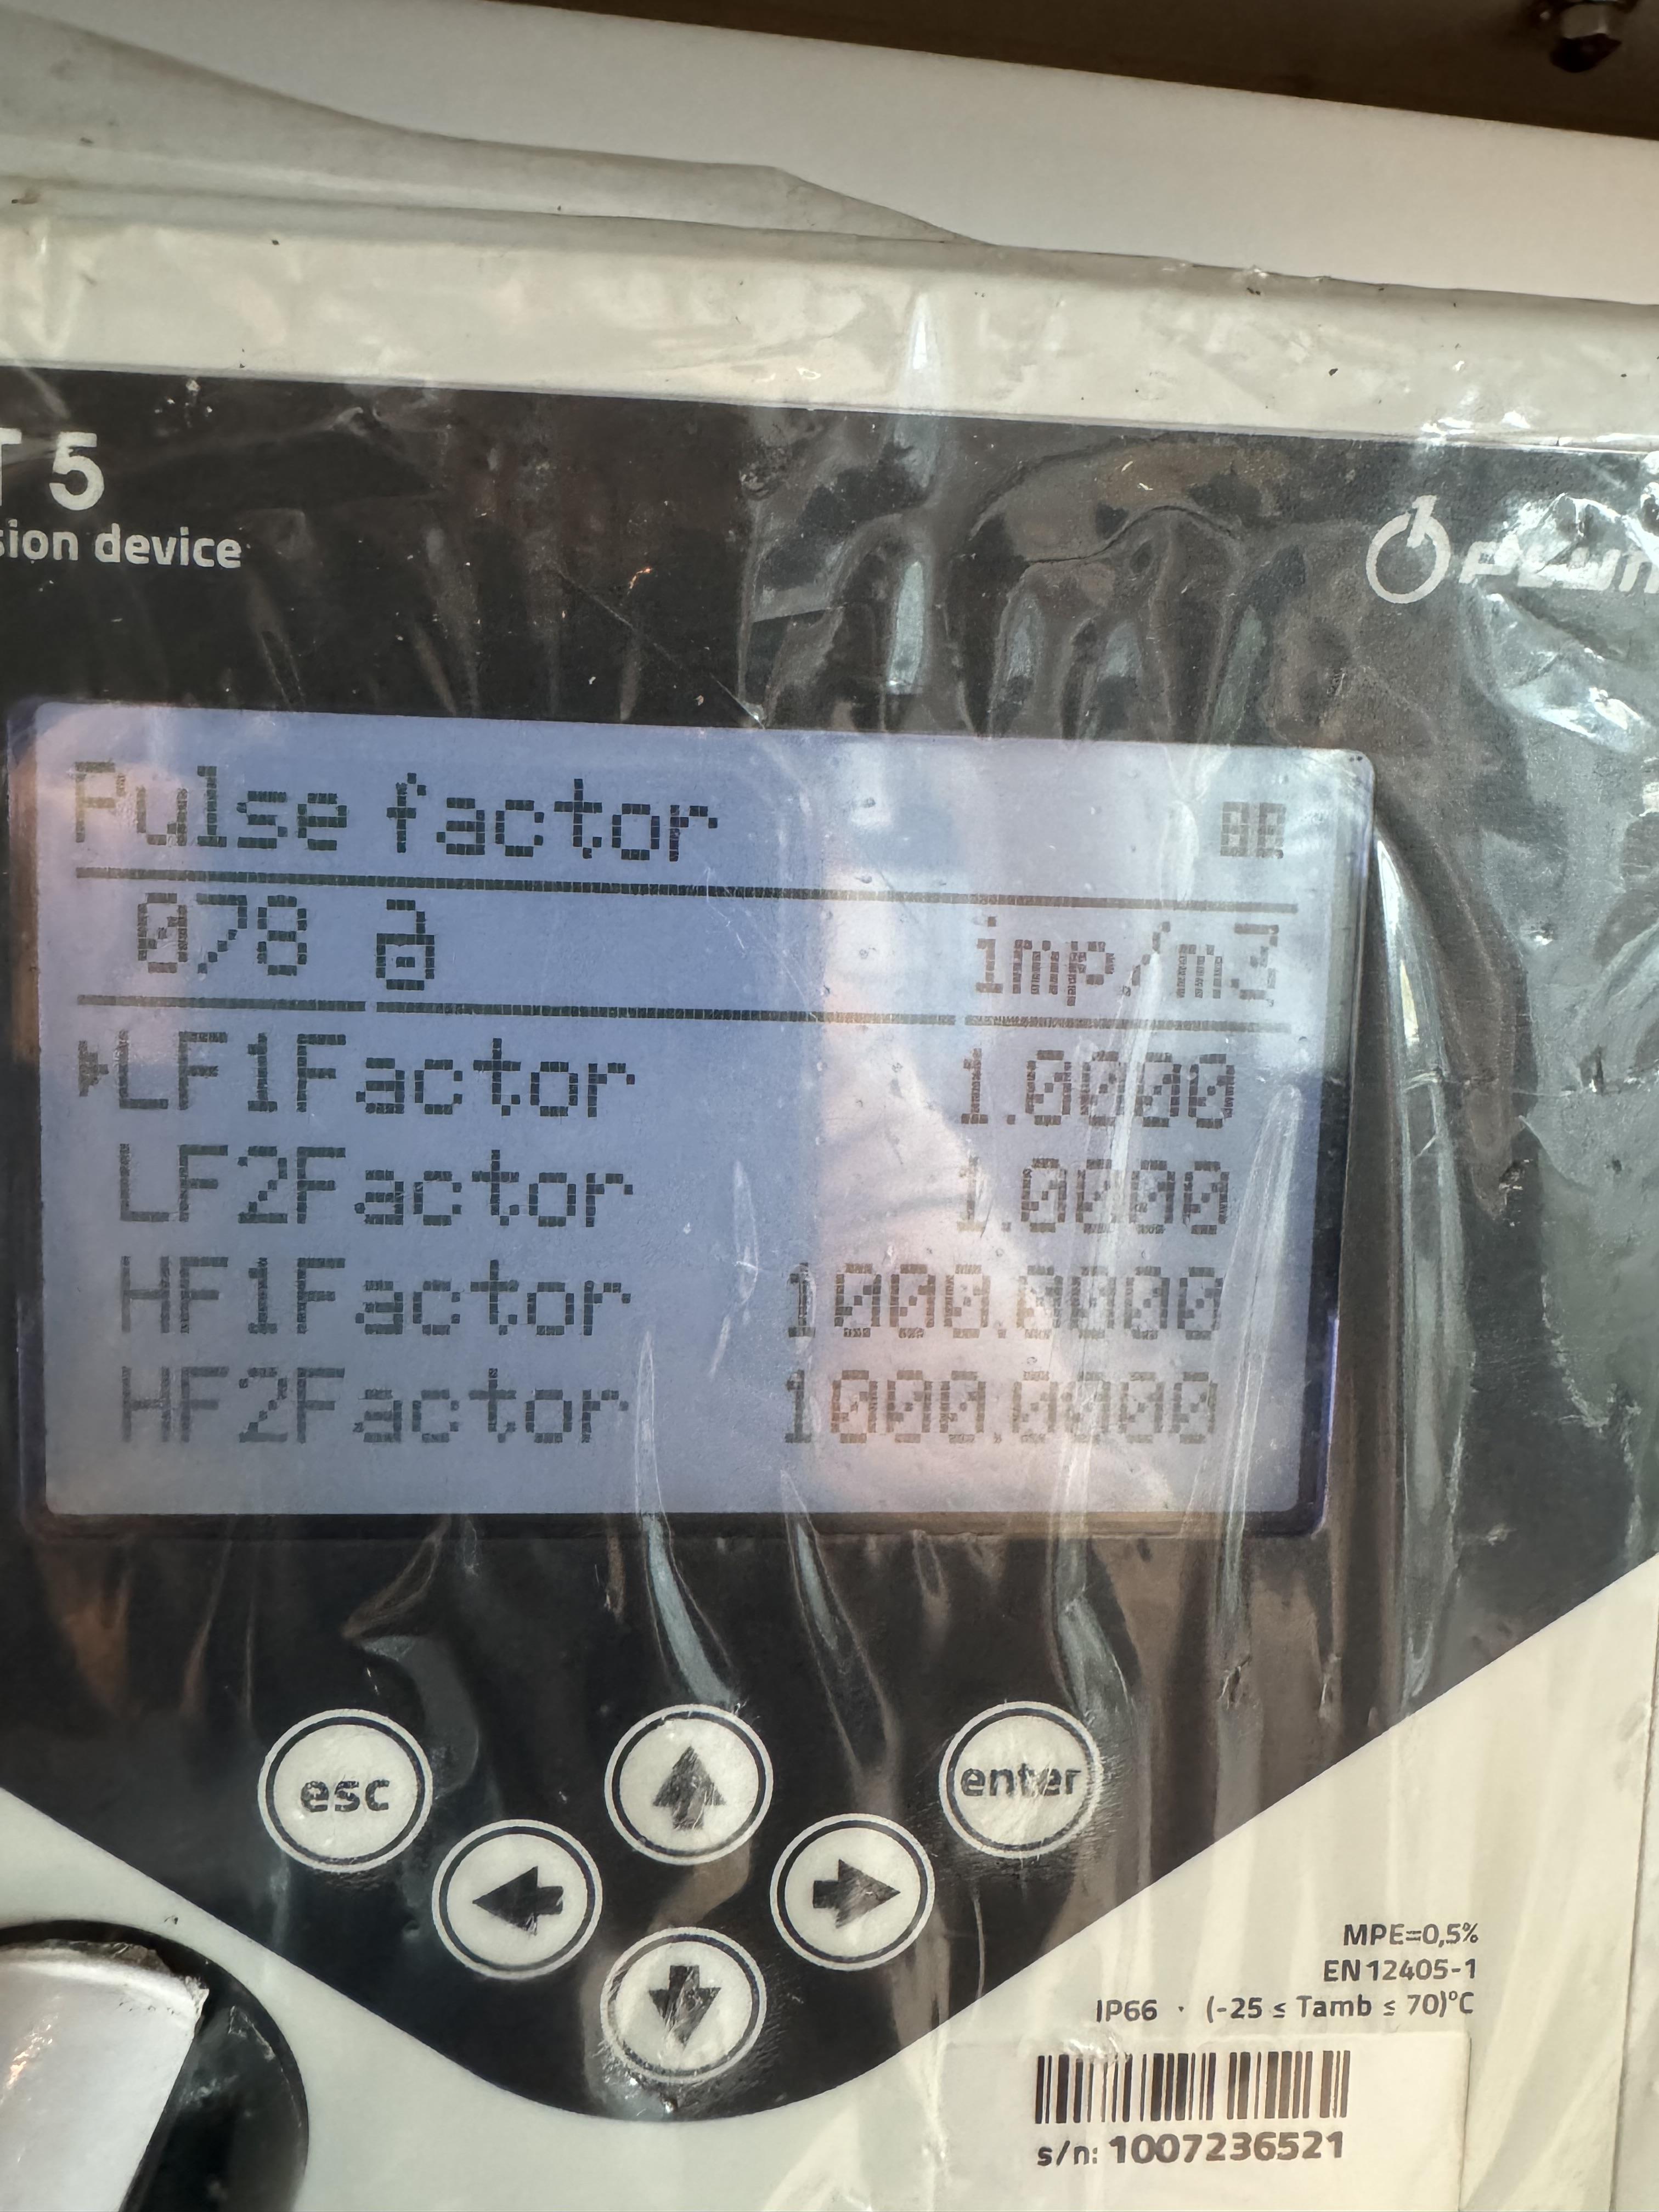 T 5
sion device
Pulse factor
078 a imp/m3
LF1Factor 1.0000
LF2Factor 1.0000
HF1Factor 1000.0000
HF2Factor 1000.0000
esc
enter
MPE=0,5%
EN 12405-1
IP66 · (-25 ≤ Tamb ≤ 70)°C
s/n: 1007236521